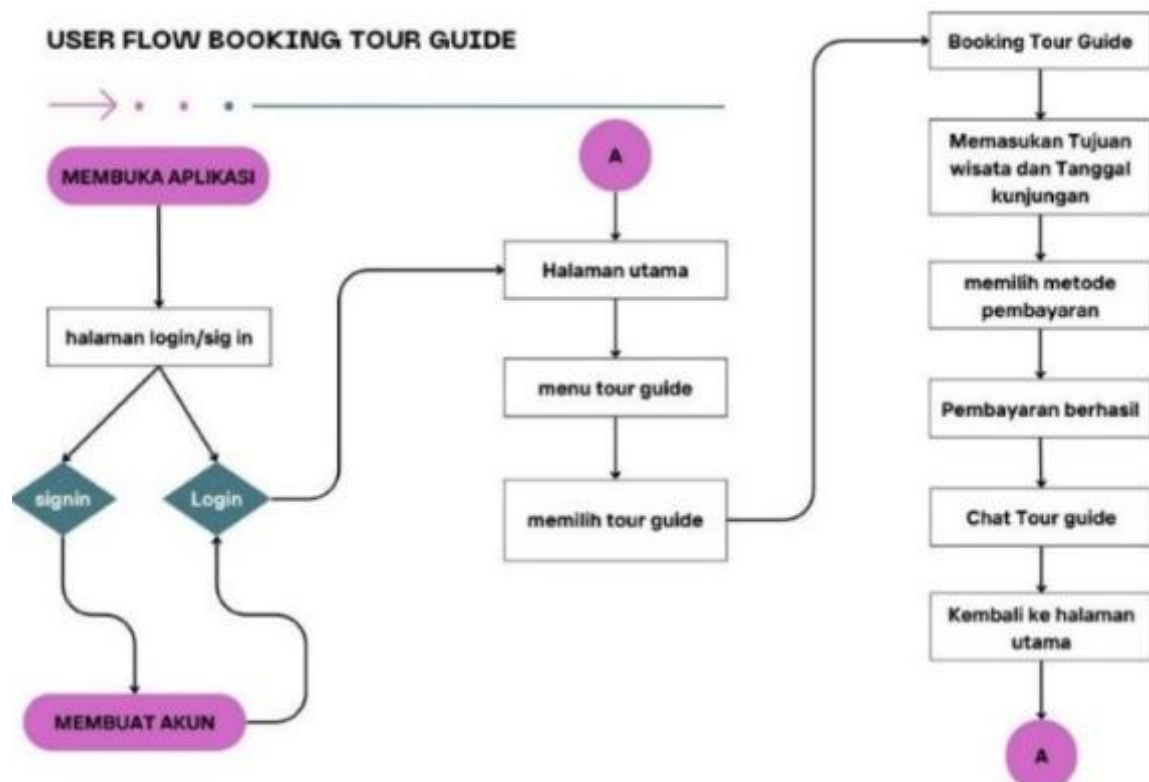 USER FLOW BOOKING TOUR GUIDE
MEMBUKA APLIKASI
halaman login/sig in
signin
Login
MEMBUAT AKUN
A
Halaman utama
menu tour guide
memilih tour guide
Booking Tour Guide
Memasukan Tujuan
wisata dan Tanggal
kunjungan
memilih metode
pembayaran
Pembayaran berhasil
Chat Tour guide
Kembali ke halaman
utama
A